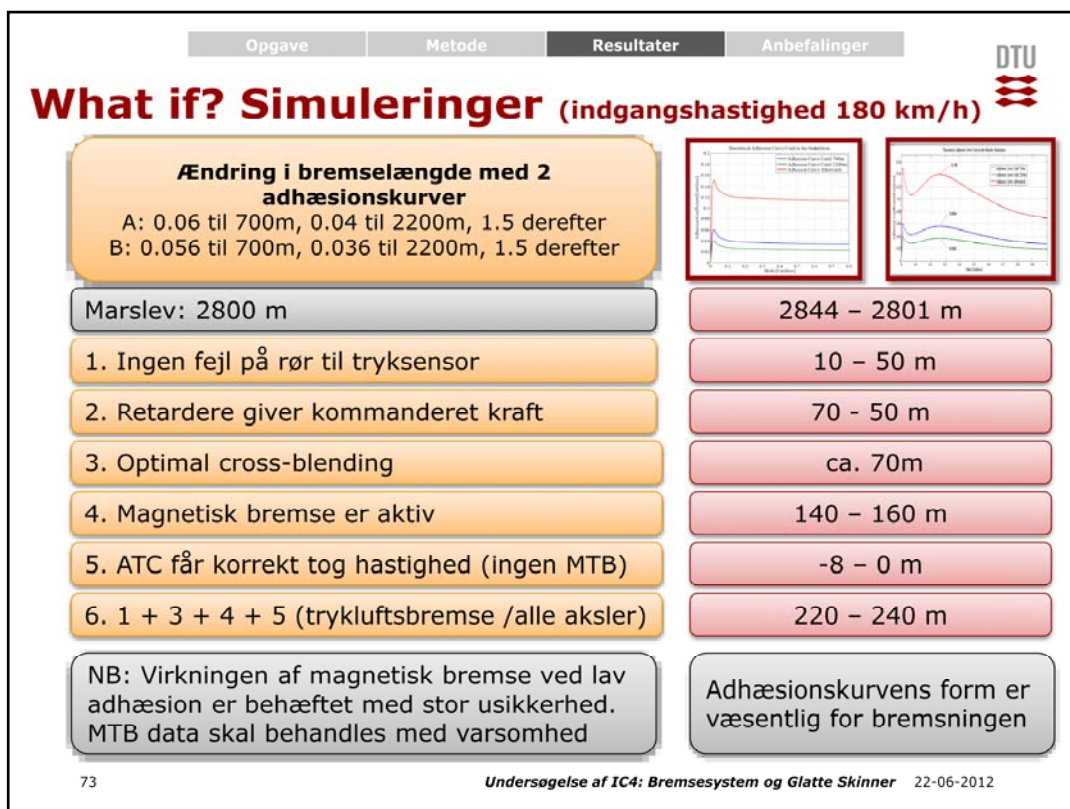 Opgave Metode Resultater Anbefalinger
DTU
What if? Simuleringer (indgangshastighed 180 km/h)
Ændring i bremselængde med 2
adhæsionskurver
A: 0.06 til 700m, 0.04 til 2200m, 1.5 derefter
B: 0.056 til 700m, 0.036 til 2200m, 1.5 derefter
Marslev: 2800 m
2844 – 2801 m
1. Ingen fejl på rør til tryksensor
10 – 50 m
2. Retardere giver kommanderet kraft
70 - 50 m
3. Optimal cross-blending
ca. 70m
4. Magnetisk bremse er aktiv
140 – 160 m
5. ATC får korrekt tog hastighed (ingen MTB)
-8 – 0 m
6. 1 + 3 + 4 + 5 (trykluftsbremse /alle aksler)
220 – 240 m
NB: Virkningen af magnetisk bremse ved lav
adhæsion er behæftet med stor usikkerhed.
MTB data skal behandles med varsomhed
Adhæsionskurvens form er
væsentlig for bremsningen
73
Undersøgelse af IC4: Bremsesystem og Glatte Skinner 22-06-2012